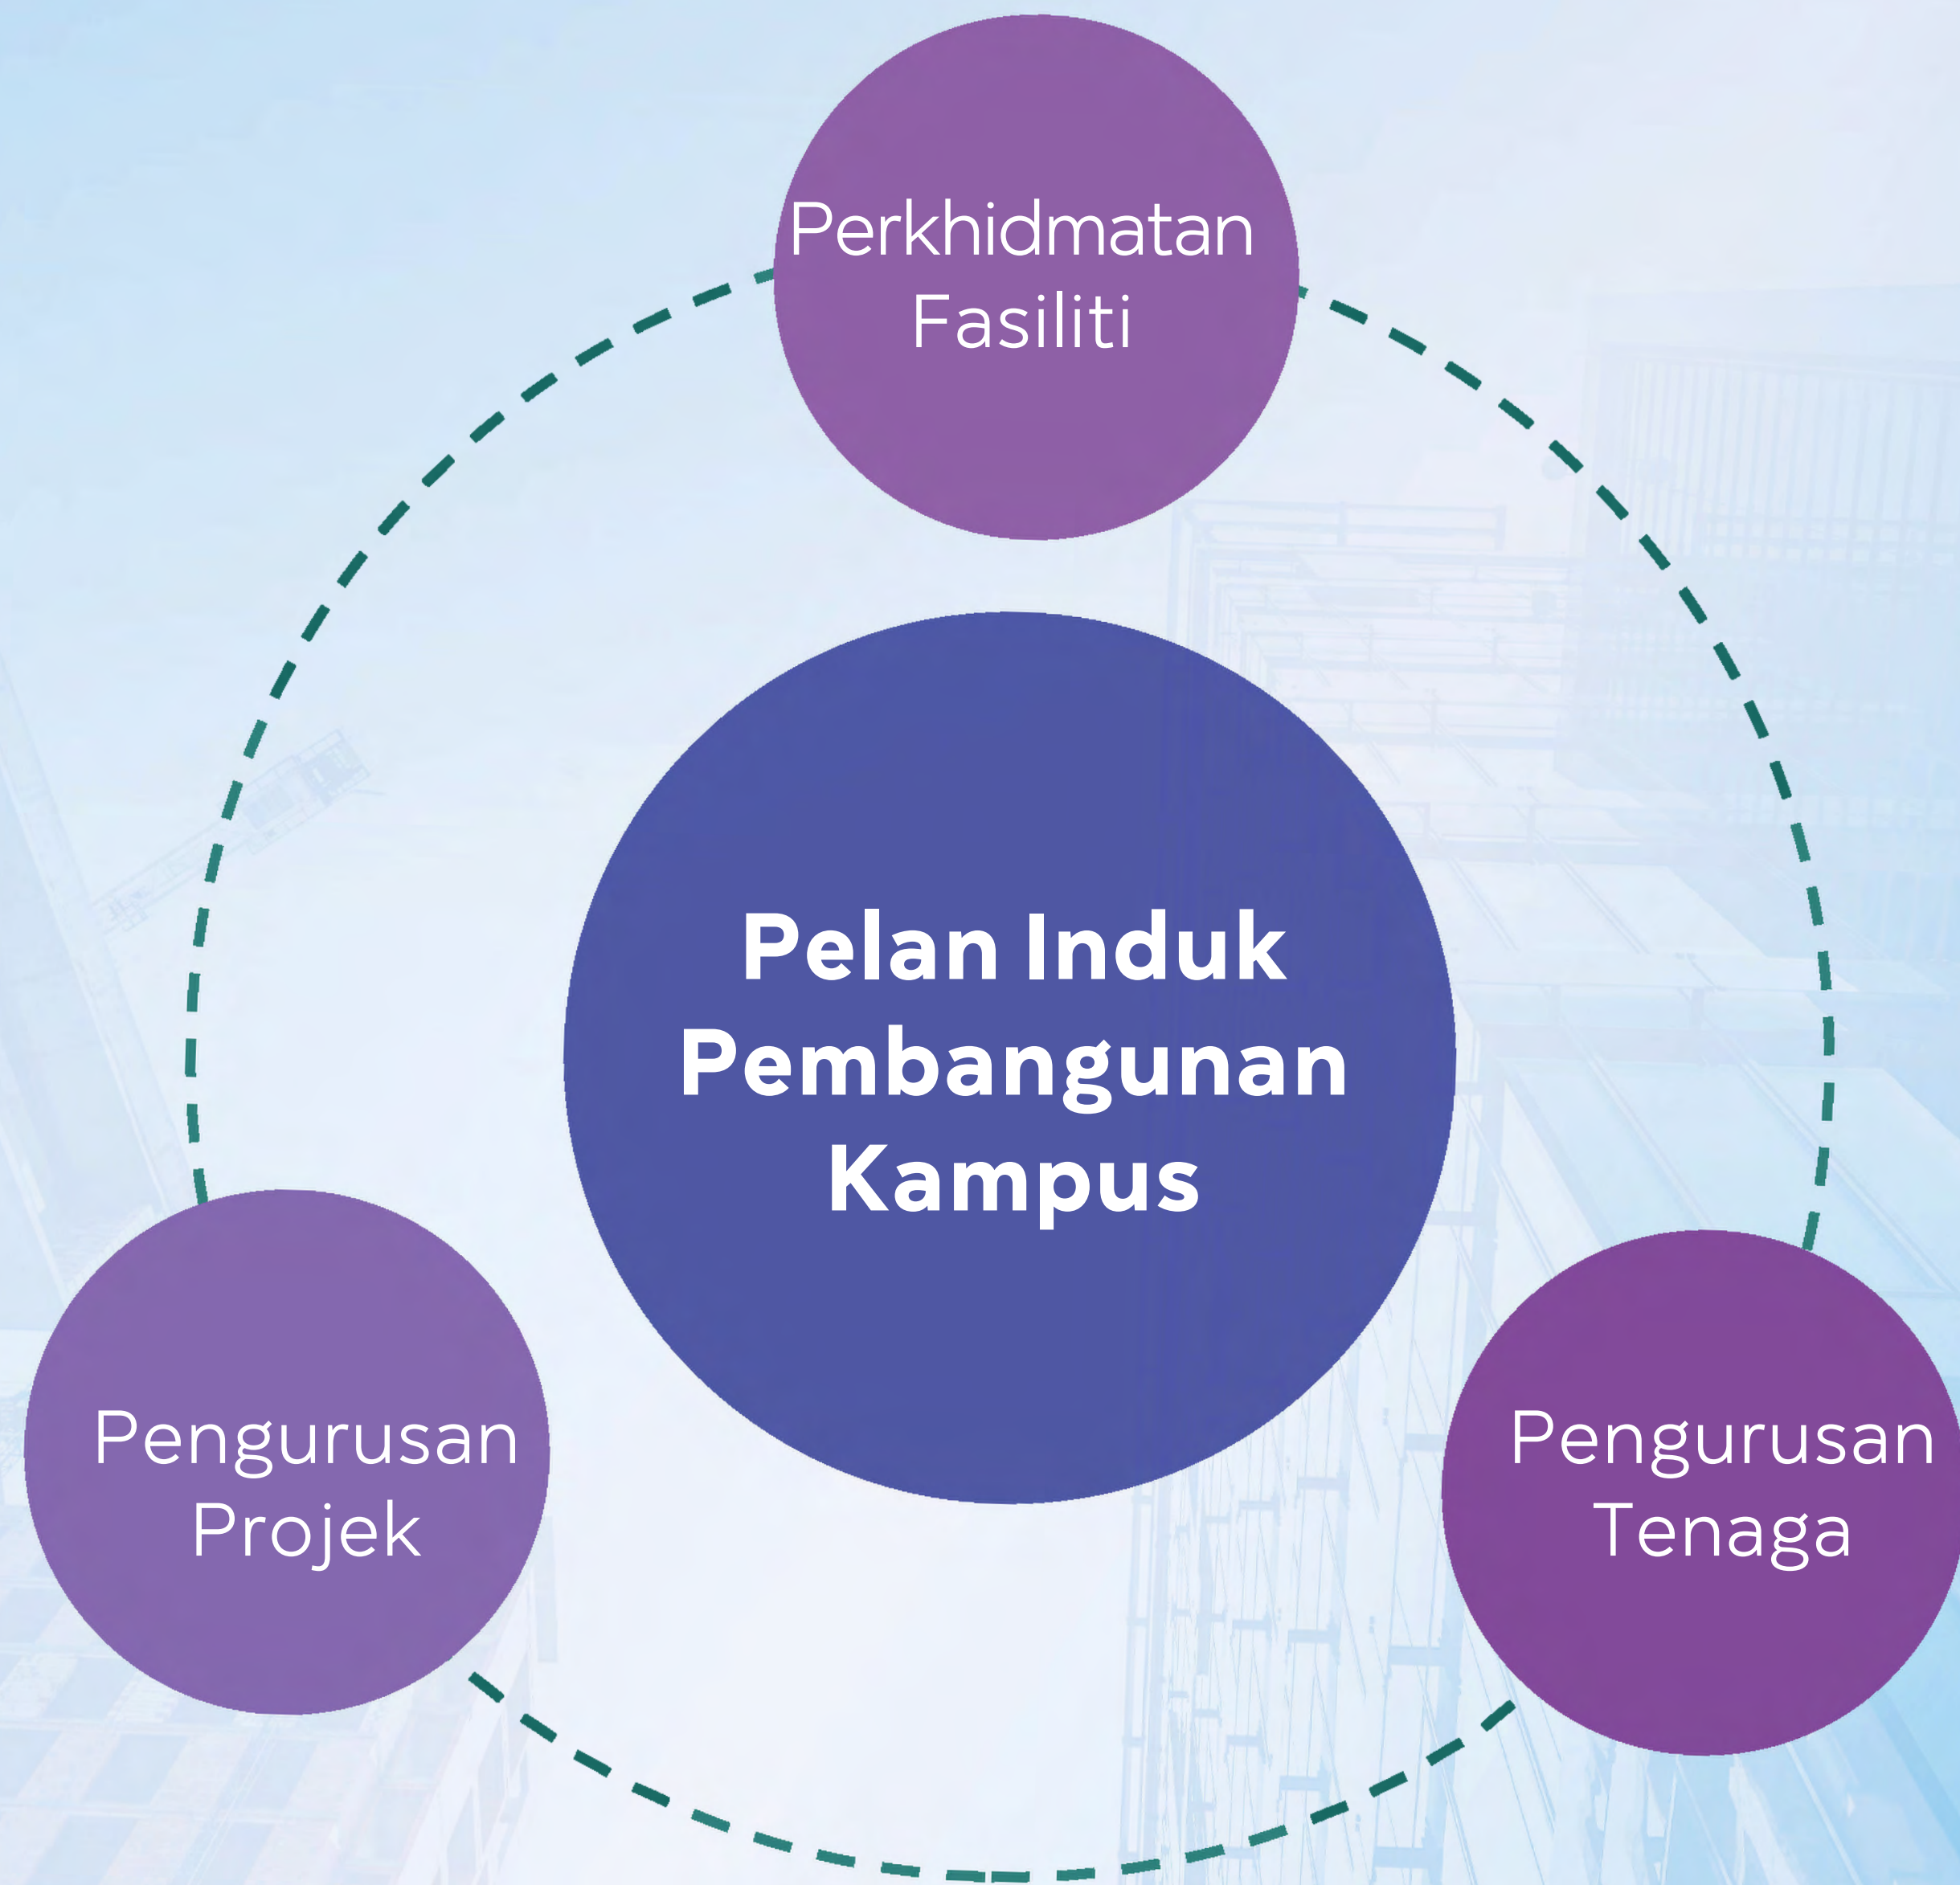 Perkhidmatan
Fasiliti
Pelan Induk
Pembangunan
Kampus
Pengurusan
Projek
Pengurusan
Tenaga